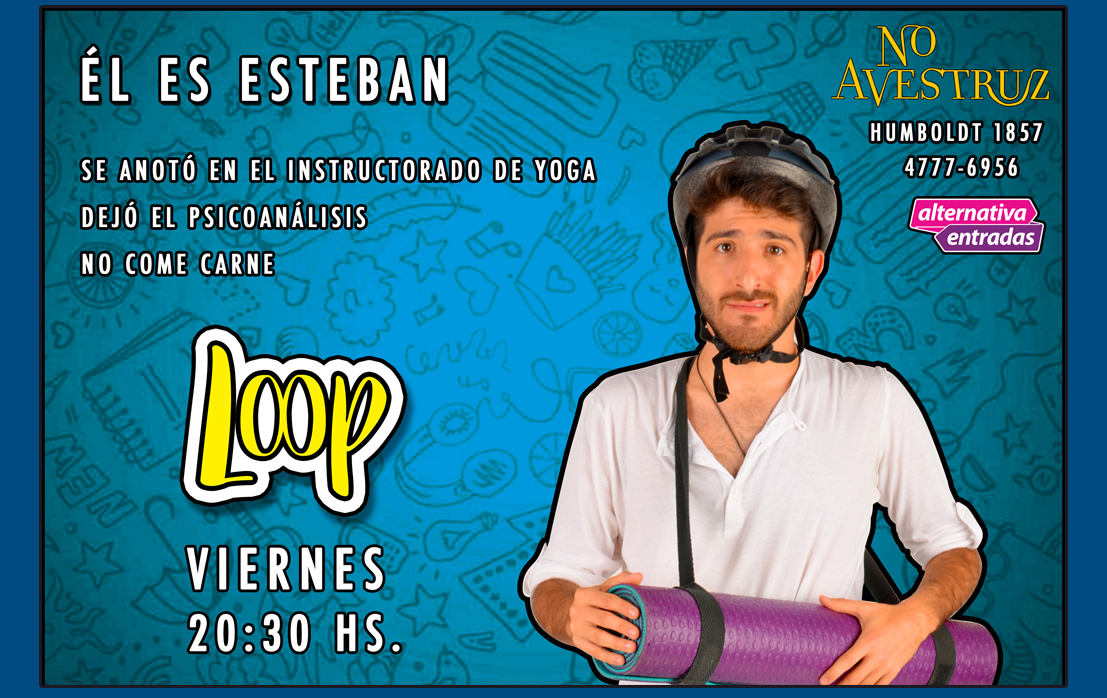 ÉL ES ESTEBAN
SE ANOTÓ EN EL INSTRUCTORADO DE YOGA
DEJÓ EL PSICOANÁLISIS
NO COME CARNE
Loop
VIERNES
20:30 HS.
NO
AVESTRUZ
HUMBOLDT 1857
4777-6956
alternativa
entradas